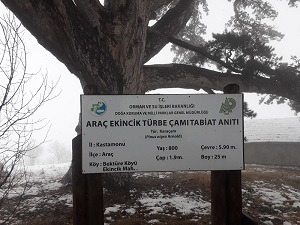 T.C.
ORMAN VE SU İŞLERİ BAKANLIĞI
DOĞA KORUMA VE MİLLİ PARKLAR GENEL MÜDÜRLÜĞÜ
ARAÇ EKİNCİK TÜRBE ÇAMI TABİAT ANITI
Tür: Karaçam
(Pinus nigra Arnold)
İl : Kastamonu Yaş : 800 Çevre : 5.90 m.
İlçe : Araç Çap : 1.9m. Boy : 25 m
Köy : Bektüre Köyü
Ekincik Mah.